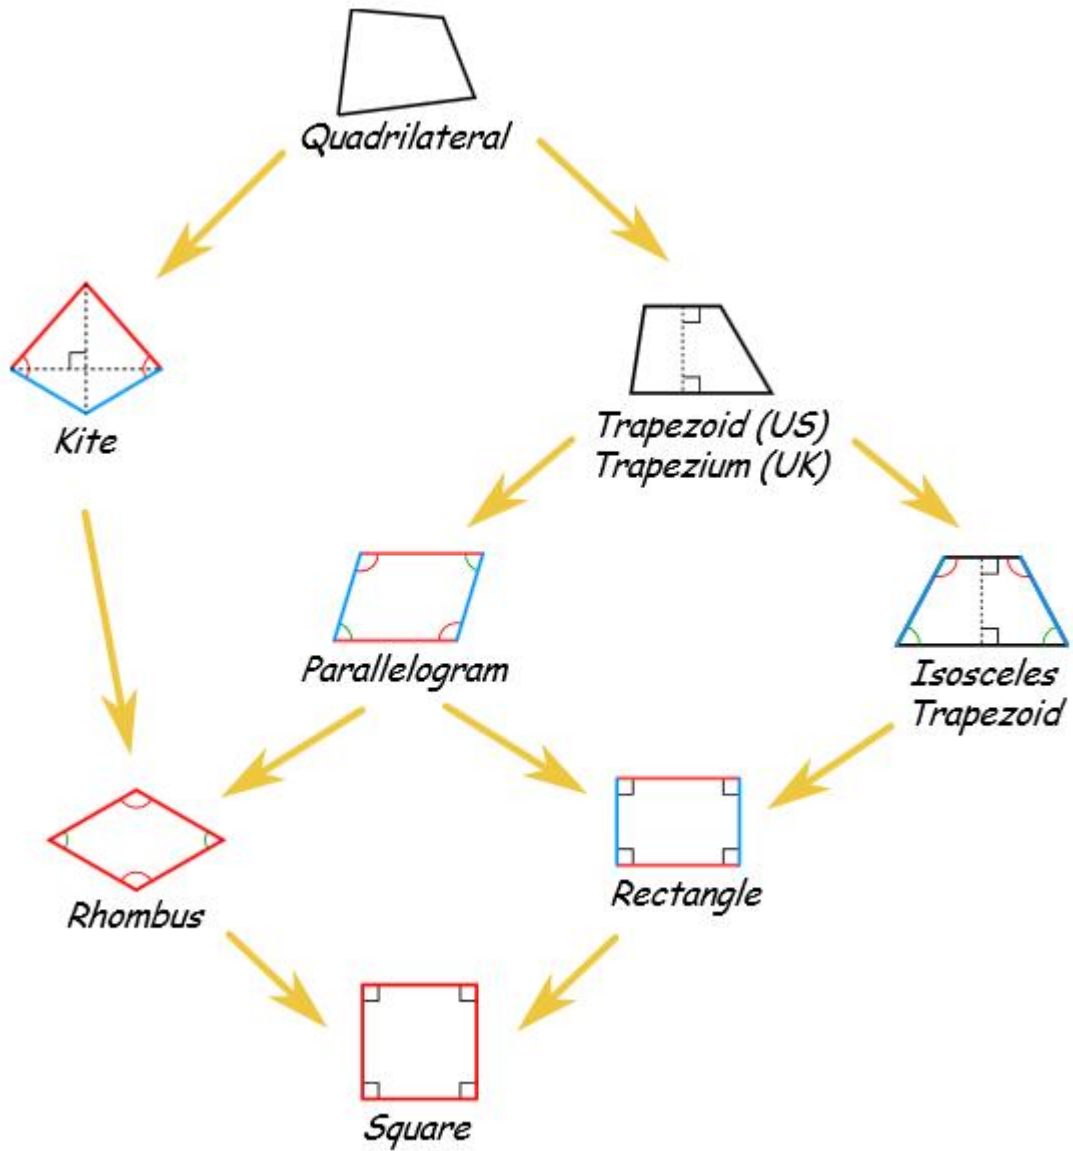 Quadrilateral
Kite
Trapezoid (US)
Trapezium (UK)
Parallelogram
Isosceles
Trapezoid
Rhombus
Rectangle
Square